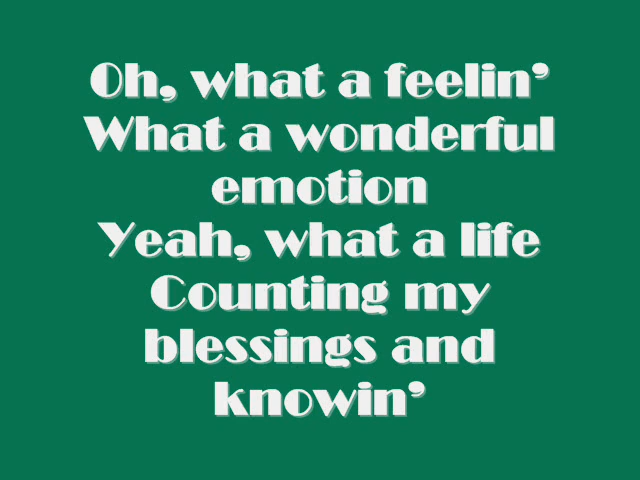 Oh, what a feelin’
What a wonderful
emotion
Yeah, what a life
Counting my
blessings and
knowin’